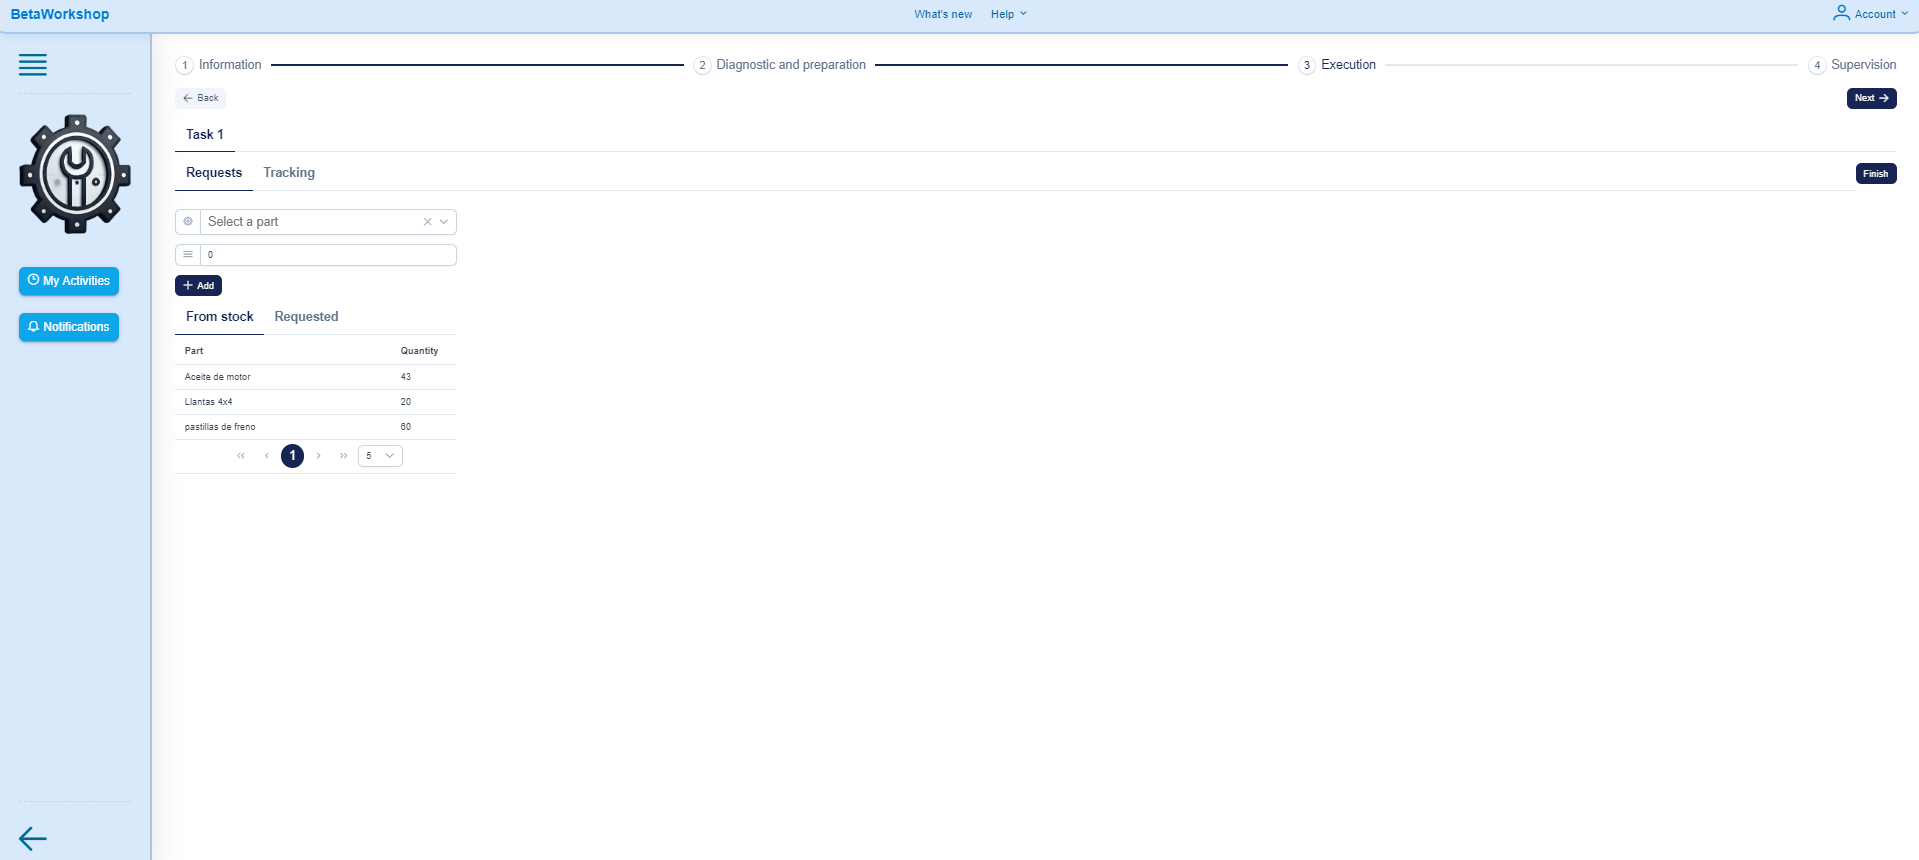 BetaWorkshop What's new Help Account
1 Information 2 Diagnostic and preparation 3 Execution 4 Supervision
Back Next
Task 1
Requests Tracking Finish
Select a part
0
Add
My Activities
Notifications
From stock Requested
Part Quantity
Aceite de motor 43
Llantas 4x4 20
pastillas de freno 60
1 5